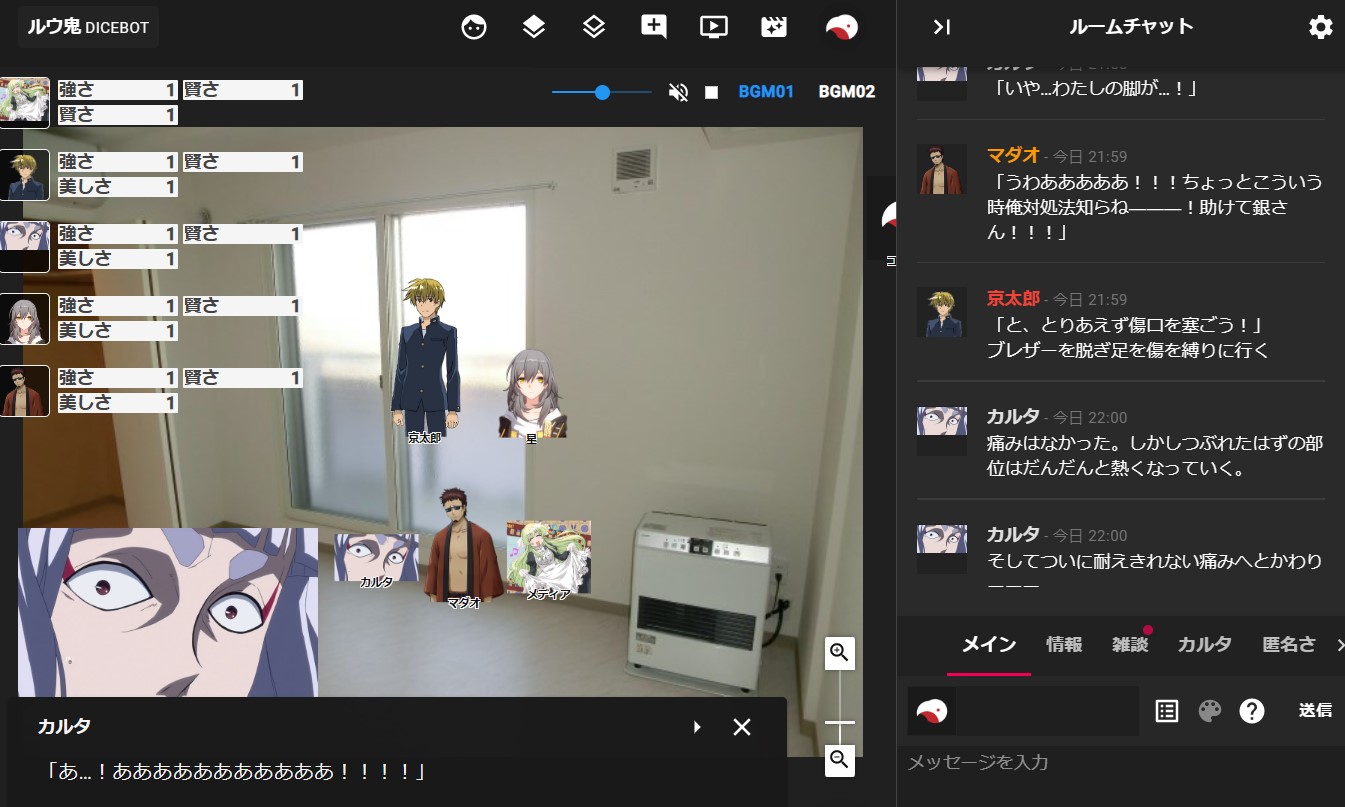 ルウ鬼 DICEBOT
BGM01 BGM02
強さ 1 賢さ 1
賢さ 1
強さ 1 賢さ 1
美しさ 1
強さ 1 賢さ 1
美しさ 1
強さ 1 賢さ 1
美しさ 1
強さ 1 賢さ 1
美しさ 1
京太郎
星
カルタ
マダオ
メディア
カルタ
「あ…！あああああああああああ！！！！」
ルームチャット
カルタ
「いや…わたしの脚が…！」
マダオ - 今日 21:59
「うわあああああ！！！ちょっとこういう
時俺対処法知らね―――！助けて銀さ
ん！！！」
京太郎 - 今日 21:59
「と、とりあえず傷口を塞ごう！」
ブレザーを脱ぎ足を傷を縛りに行く
カルタ - 今日 22:00
痛みはなかった。しかしつぶれたはずの部
位はだんだんと熱くなっていく。
カルタ - 今日 22:00
そしてついに耐えきれない痛みへとかわり
ーーー
メイン 情報 雑談 カルタ 匿名さ
送信
メッセージを入力